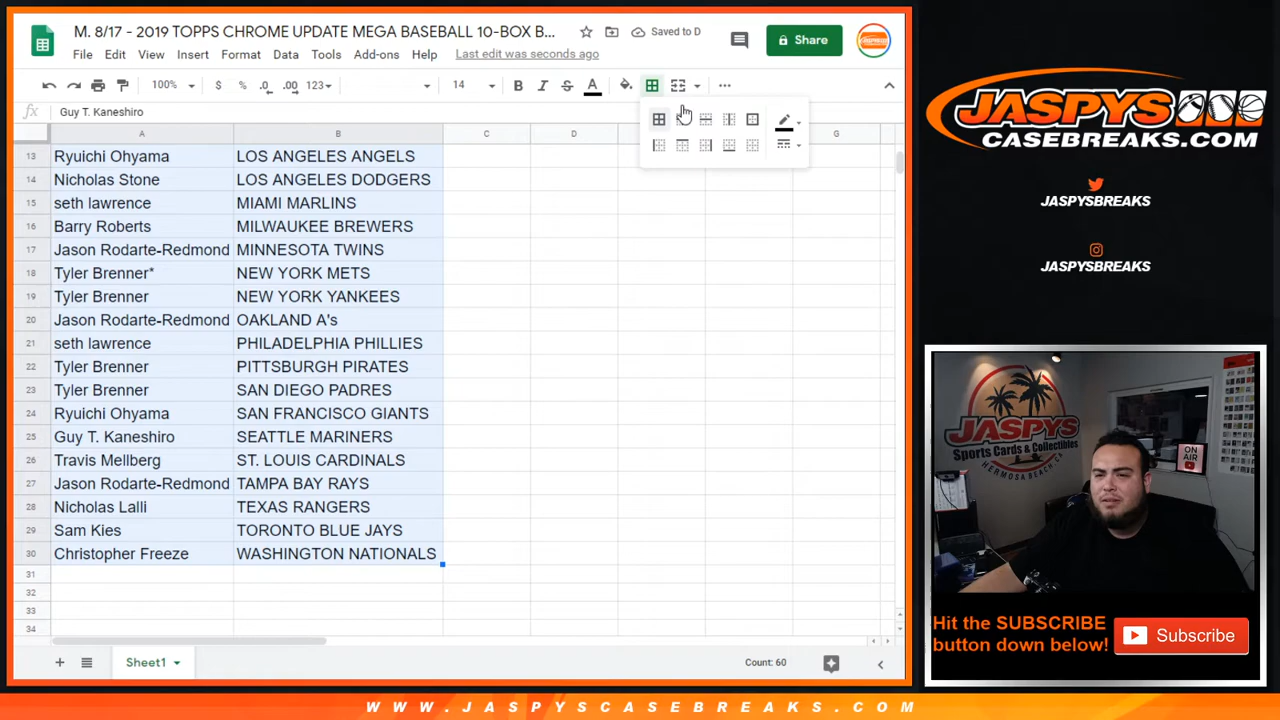 M. 8/17 - 2019 TOPPS CHROME UPDATE MEGA BASEBALL 10-BOX B...
Saved to D
Share
File Edit View Insert Format Data Tools Add-ons Help Last edit was seconds ago
100% $ % .0 .00 123 14 B I S A
fx Guy T. Kaneshiro
A B C D E F G
13 Ryuichi Ohyama LOS ANGELES ANGELS
14 Nicholas Stone LOS ANGELES DODGERS
15 seth lawrence MIAMI MARLINS
16 Barry Roberts MILWAUKEE BREWERS
17 Jason Rodarte-Redmond MINNESOTA TWINS
18 Tyler Brenner* NEW YORK METS
19 Tyler Brenner NEW YORK YANKEES
20 Jason Rodarte-Redmond OAKLAND A's
21 seth lawrence PHILADELPHIA PHILLIES
22 Tyler Brenner PITTSBURGH PIRATES
23 Tyler Brenner SAN DIEGO PADRES
24 Ryuichi Ohyama SAN FRANCISCO GIANTS
25 Guy T. Kaneshiro SEATTLE MARINERS
26 Travis Mellberg ST. LOUIS CARDINALS
27 Jason Rodarte-Redmond TAMPA BAY RAYS
28 Nicholas Lalli TEXAS RANGERS
29 Sam Kies TORONTO BLUE JAYS
30 Christopher Freeze WASHINGTON NATIONALS
31
32
33
34
Sheet1
Count: 60
JASPYS
CASEBREAKS.COM
JASPYSBREAKS
JASPYSBREAKS
JASPYS
Sports Cards & Collectibles
HERMOSA BEACH, CA
ON AIR
Hit the SUBSCRIBE
button down below!
Subscribe
WWW.JASPYSCASEBREAKS.COM